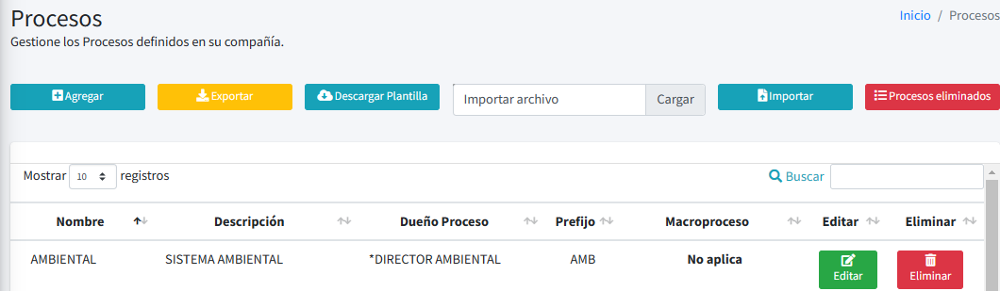 Procesos
Inicio / Procesos
Gestione los Procesos definidos en su compañía.
Agregar
Exportar
Descargar Plantilla
Importar archivo
Cargar
Importar
Procesos eliminados
Mostrar 10 registros
Buscar
Nombre Descripción Dueño Proceso Prefijo Macroproceso Editar Eliminar
AMBIENTAL SISTEMA AMBIENTAL *DIRECTOR AMBIENTAL AMB No aplica Editar Eliminar